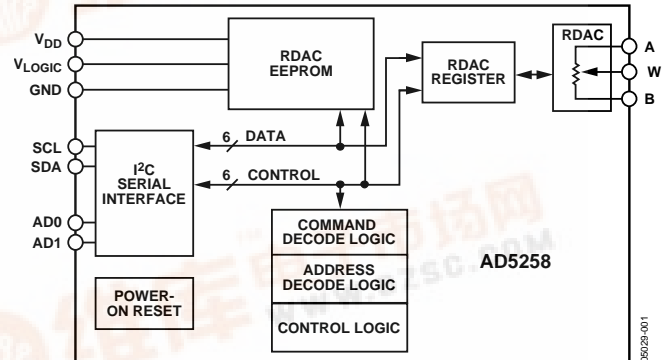 VDD
VLOGIC
GND
SCL
SDA
AD0
AD1
RDAC
EEPROM
RDAC
REGISTER
RDAC
A
W
B
6 DATA
6 CONTROL
I2C
SERIAL
INTERFACE
COMMAND
DECODE LOGIC
ADDRESS
DECODE LOGIC
CONTROL LOGIC
POWER-
ON RESET
AD5258
05029-001